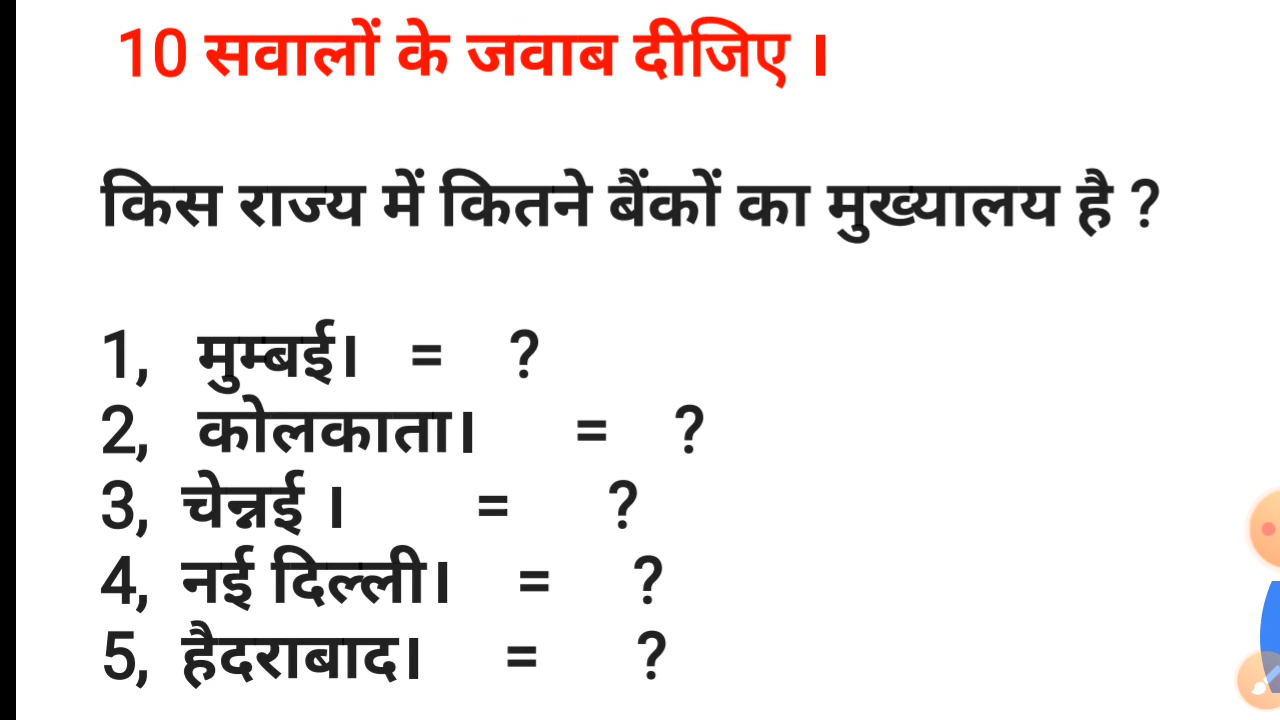 10 सवालों के जवाब दीजिए ।
किस राज्य में कितने बैंकों का मुख्यालय है ?
1, मुम्बई। = ?
2, कोलकाता। = ?
3, चेन्नई । = ?
4, नई दिल्ली। = ?
5, हैदराबाद। = ?